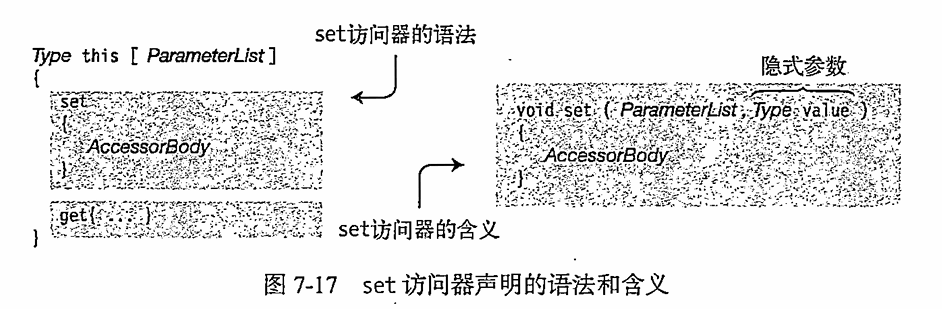 set访问器的语法
Type this [ ParameterList ]
{
set
{
AccessorBody
}
get{ ... }
}
隐式参数
void set ( ParameterList, Type value )
{
AccessorBody
}
set访问器的含义
图 7-17 set 访问器声明的语法和含义